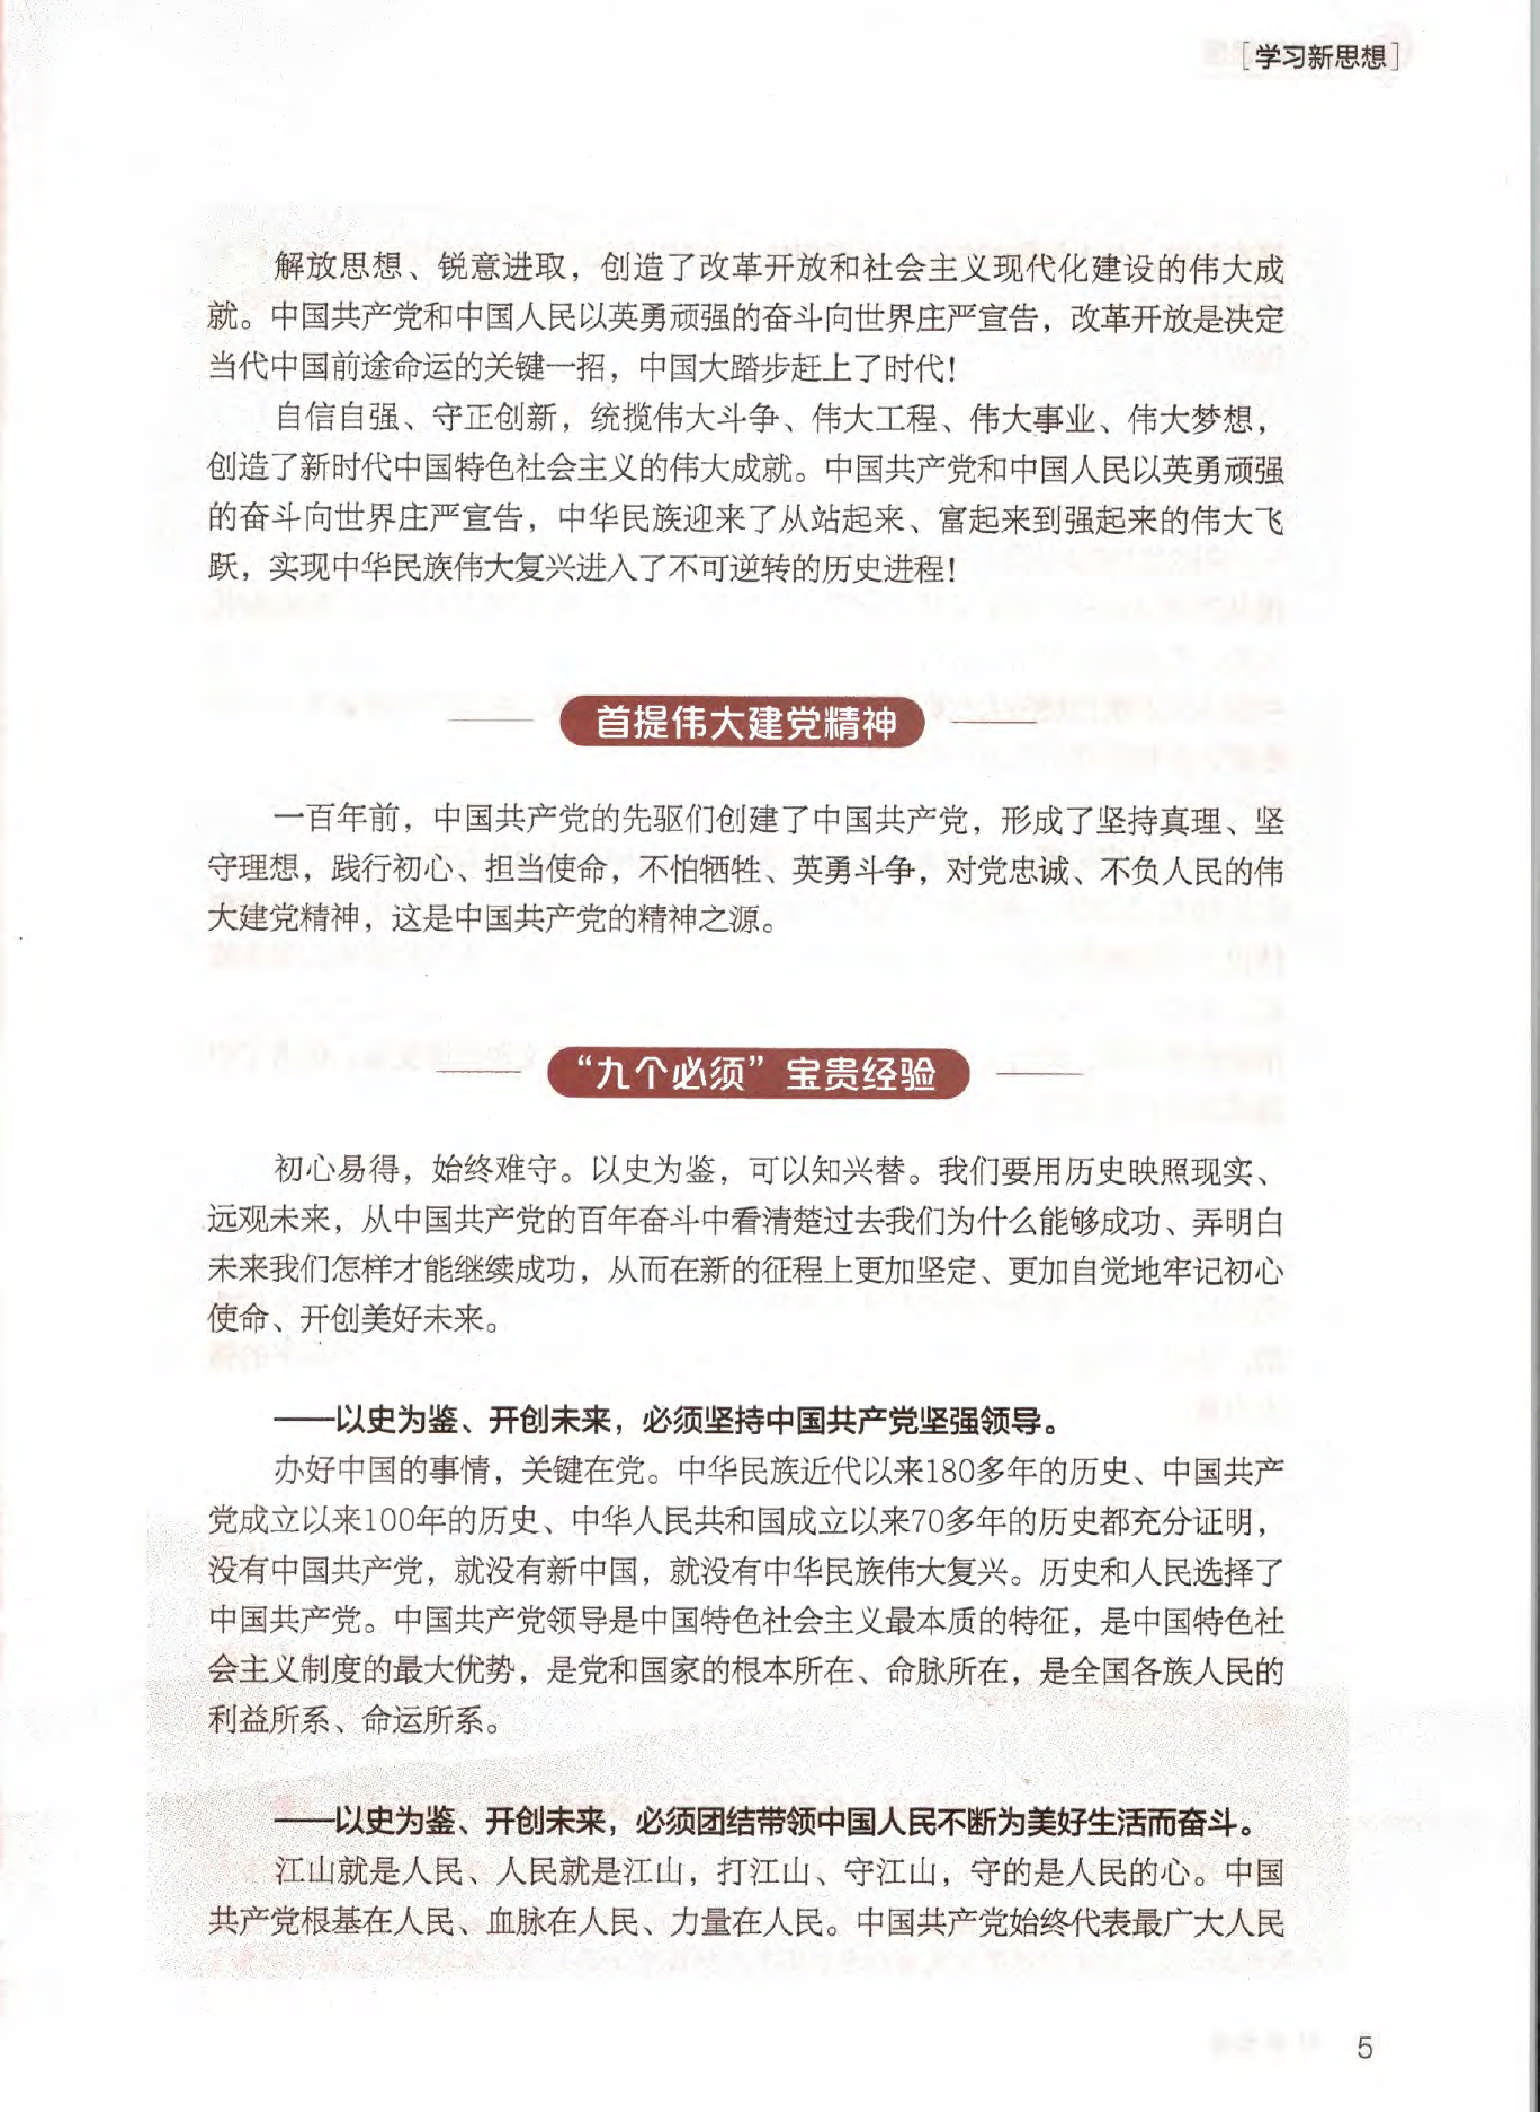 [学习新思想]
解放思想、锐意进取，创造了改革开放和社会主义现代化建设的伟大成
就。中国共产党和中国人民以英勇顽强的奋斗向世界庄严宣告，改革开放是决定
当代中国前途命运的关键一招，中国大踏步赶上了时代！
自信自强、守正创新，统揽伟大斗争、伟大工程、伟大事业、伟大梦想，
创造了新时代中国特色社会主义的伟大成就。中国共产党和中国人民以英勇顽强
的奋斗向世界庄严宣告，中华民族迎来了从站起来、富起来到强起来的伟大飞
跃，实现中华民族伟大复兴进入了不可逆转的历史进程！
首提伟大建党精神
一百年前，中国共产党的先驱们创建了中国共产党，形成了坚持真理、坚
守理想，践行初心、担当使命，不怕牺牲、英勇斗争，对党忠诚、不负人民的伟
大建党精神，这是中国共产党的精神之源。
“九个必须”宝贵经验
初心易得，始终难守。以史为鉴，可以知兴替。我们要用历史映照现实、
远观未来，从中国共产党的百年奋斗中看清楚过去我们为什么能够成功、弄明白
未来我们怎样才能继续成功，从而在新的征程上更加坚定、更加自觉地牢记初心
使命、开创美好未来。
——以史为鉴、开创未来，必须坚持中国共产党坚强领导。
办好中国的事情，关键在党。中华民族近代以来180多年的历史、中国共产
党成立以来100年的历史、中华人民共和国成立以来70多年的历史都充分证明，
没有中国共产党，就没有新中国，就没有中华民族伟大复兴。历史和人民选择了
中国共产党。中国共产党领导是中国特色社会主义最本质的特征，是中国特色社
会主义制度的最大优势，是党和国家的根本所在、命脉所在，是全国各族人民的
利益所系、命运所系。
——以史为鉴、开创未来，必须团结带领中国人民不断为美好生活而奋斗。
江山就是人民、人民就是江山，打江山、守江山，守的是人民的心。中国
共产党根基在人民、血脉在人民、力量在人民。中国共产党始终代表最广大人民
5